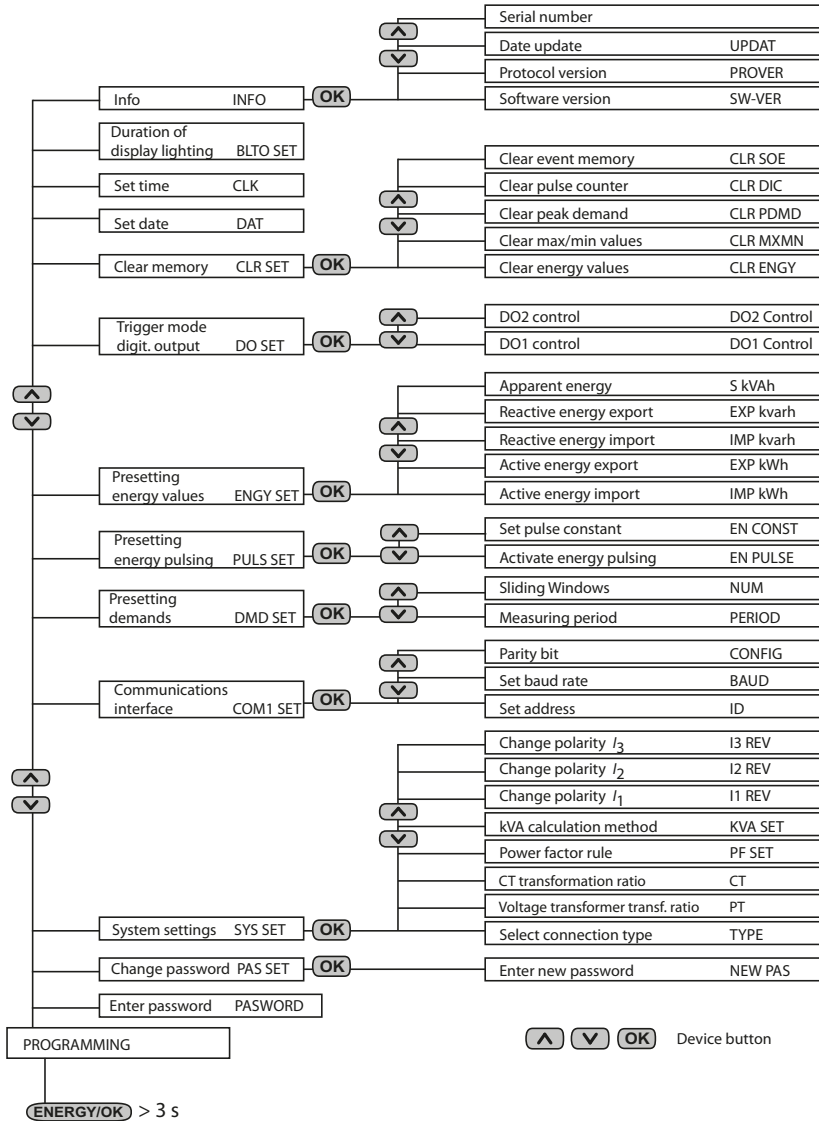 Serial number
Date update UPDAT
Protocol version PROVER
Info INFO OK Software version SW-VER
Duration of
display lighting BLTO SET
Clear event memory CLR SOE
Set time CLK
Clear pulse counter CLR DIC
Set date DAT
Clear peak demand CLR PDMD
Clear max/min values CLR MXMN
Clear memory CLR SET OK Clear energy values CLR ENGY
Trigger mode
digit. output DO SET OK
DO2 control DO2 Control
DO1 control DO1 Control
Apparent energy S kVAh
Reactive energy export EXP kvarh
Reactive energy import IMP kvarh
Active energy export EXP kWh
Presetting
energy values ENGY SET OK
Active energy import IMP kWh
Presetting
energy pulsing PULS SET OK
Set pulse constant EN CONST
Activate energy pulsing EN PULSE
Presetting
demands DMD SET OK
Sliding Windows NUM
Measuring period PERIOD
Parity bit CONFIG
Set baud rate BAUD
Communications
interface COM1 SET OK
Set address ID
Change polarity I3 I3 REV
Change polarity I2 I2 REV
Change polarity I1 I1 REV
kVA calculation method KVA SET
Power factor rule PF SET
CT transformation ratio CT
Voltage transformer transf. ratio PT
System settings SYS SET OK Select connection type TYPE
Change password PAS SET OK Enter new password NEW PAS
Enter password PASWORD
PROGRAMMING
OK Device button
ENERGY/OK > 3 s